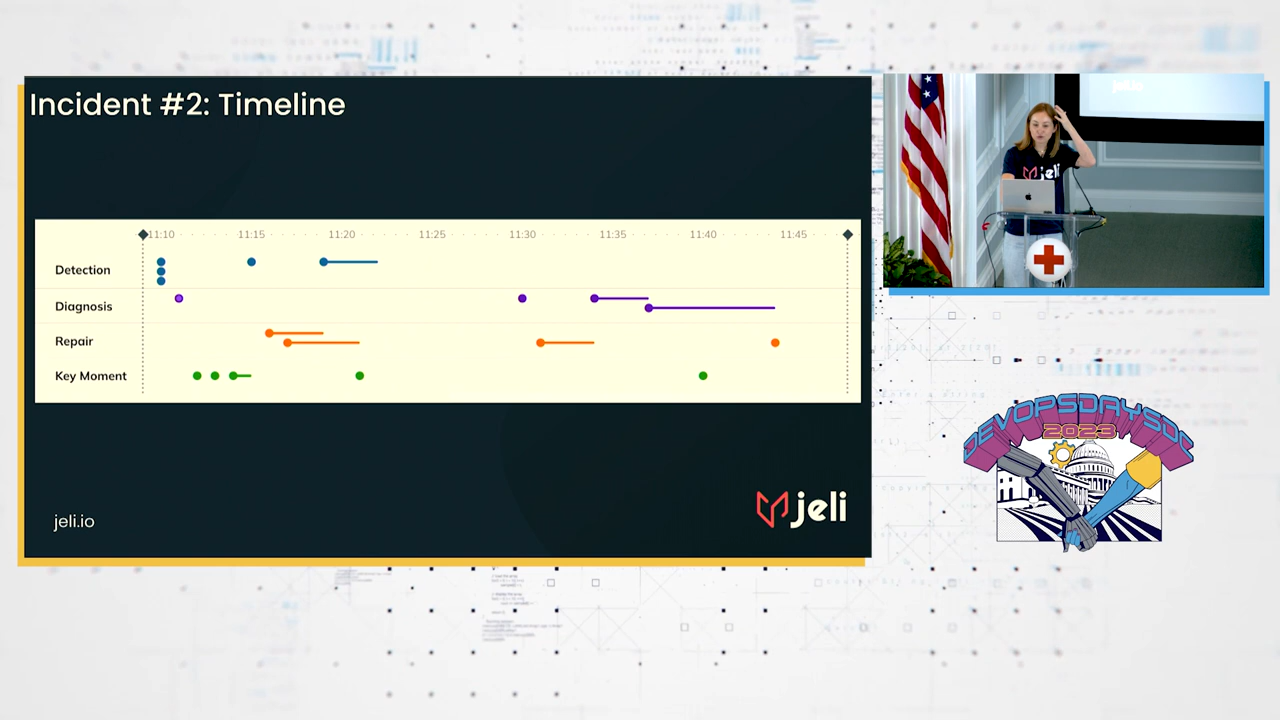 Incident #2: Timeline
11:10 11:15 11:20 11:25 11:30 11:35 11:40 11:45
Detection
Diagnosis
Repair
Key Moment
jeli.io
jeli
jeli
DEVOPSDAYSDC
2023